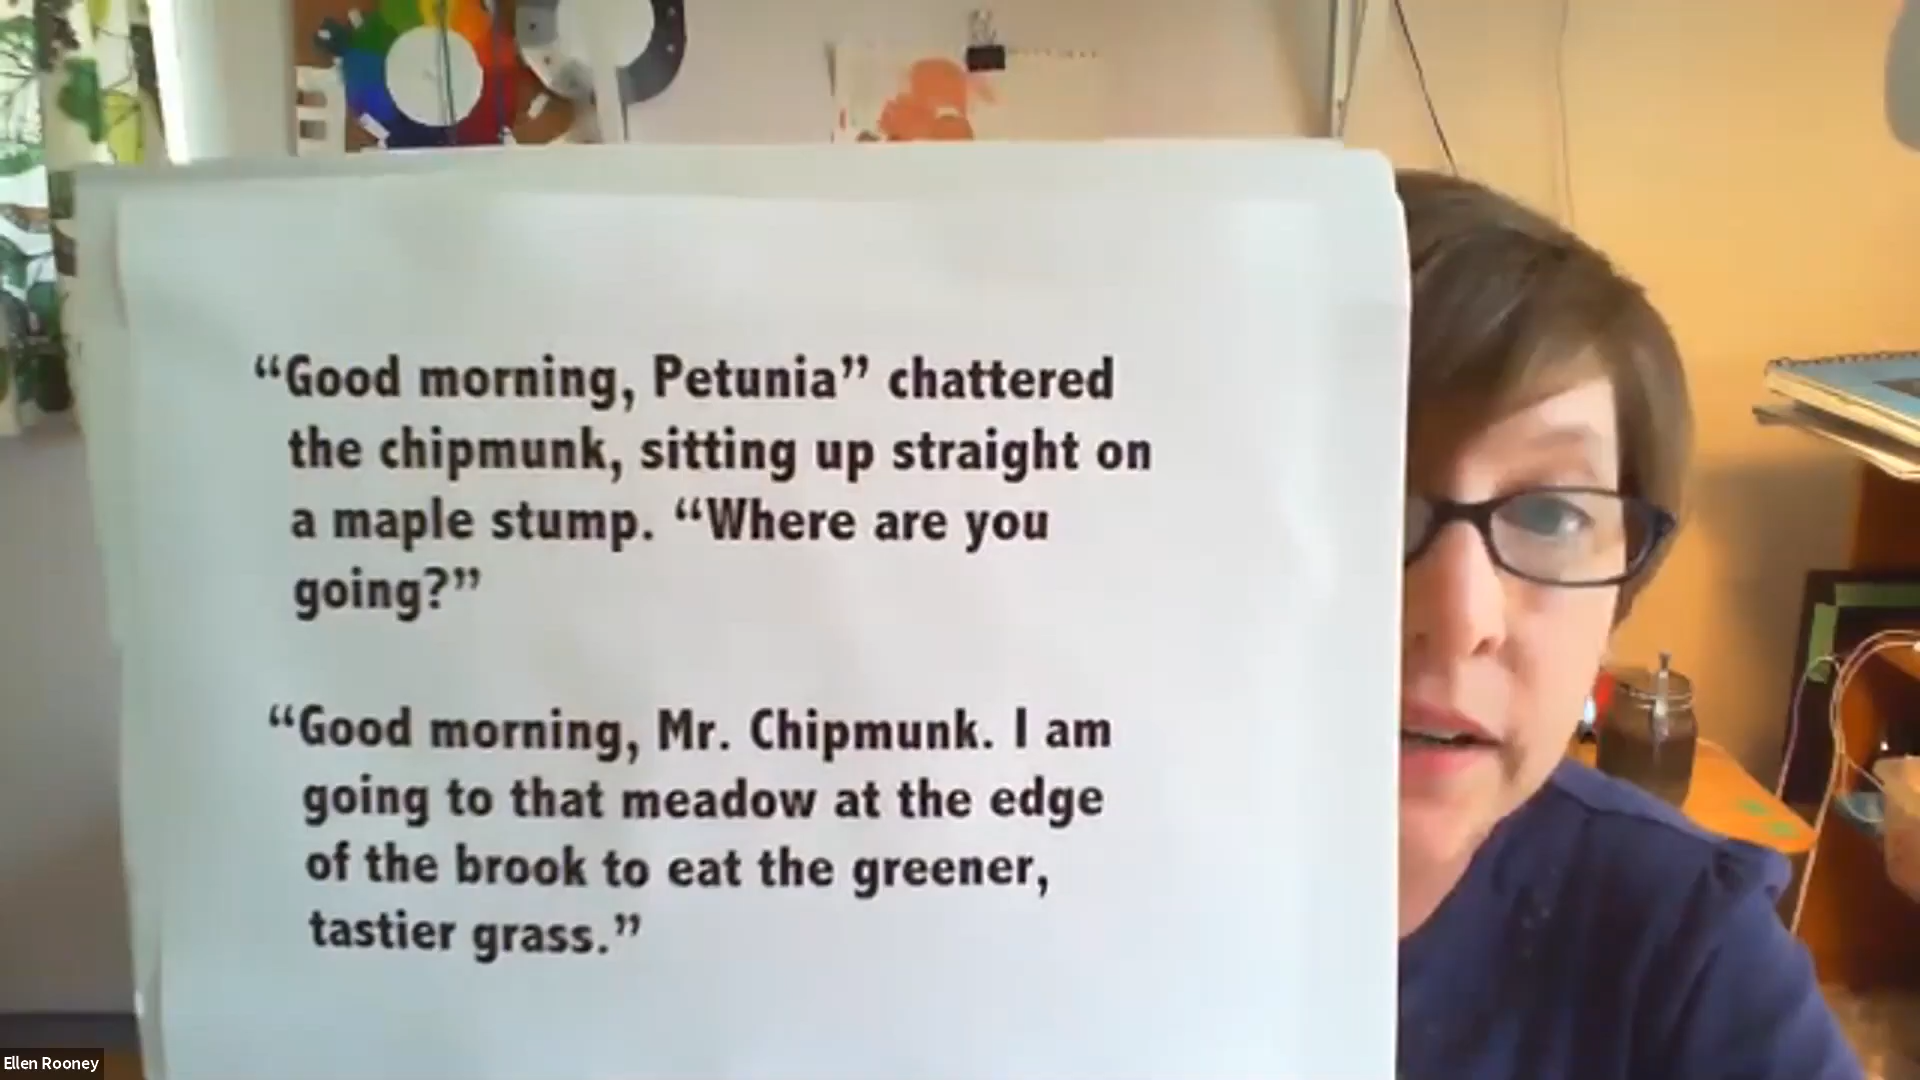 “Good morning, Petunia” chattered
the chipmunk, sitting up straight on
a maple stump. “Where are you
going?”
“Good morning, Mr. Chipmunk. I am
going to that meadow at the edge
of the brook to eat the greener,
tastier grass.”
Ellen Rooney